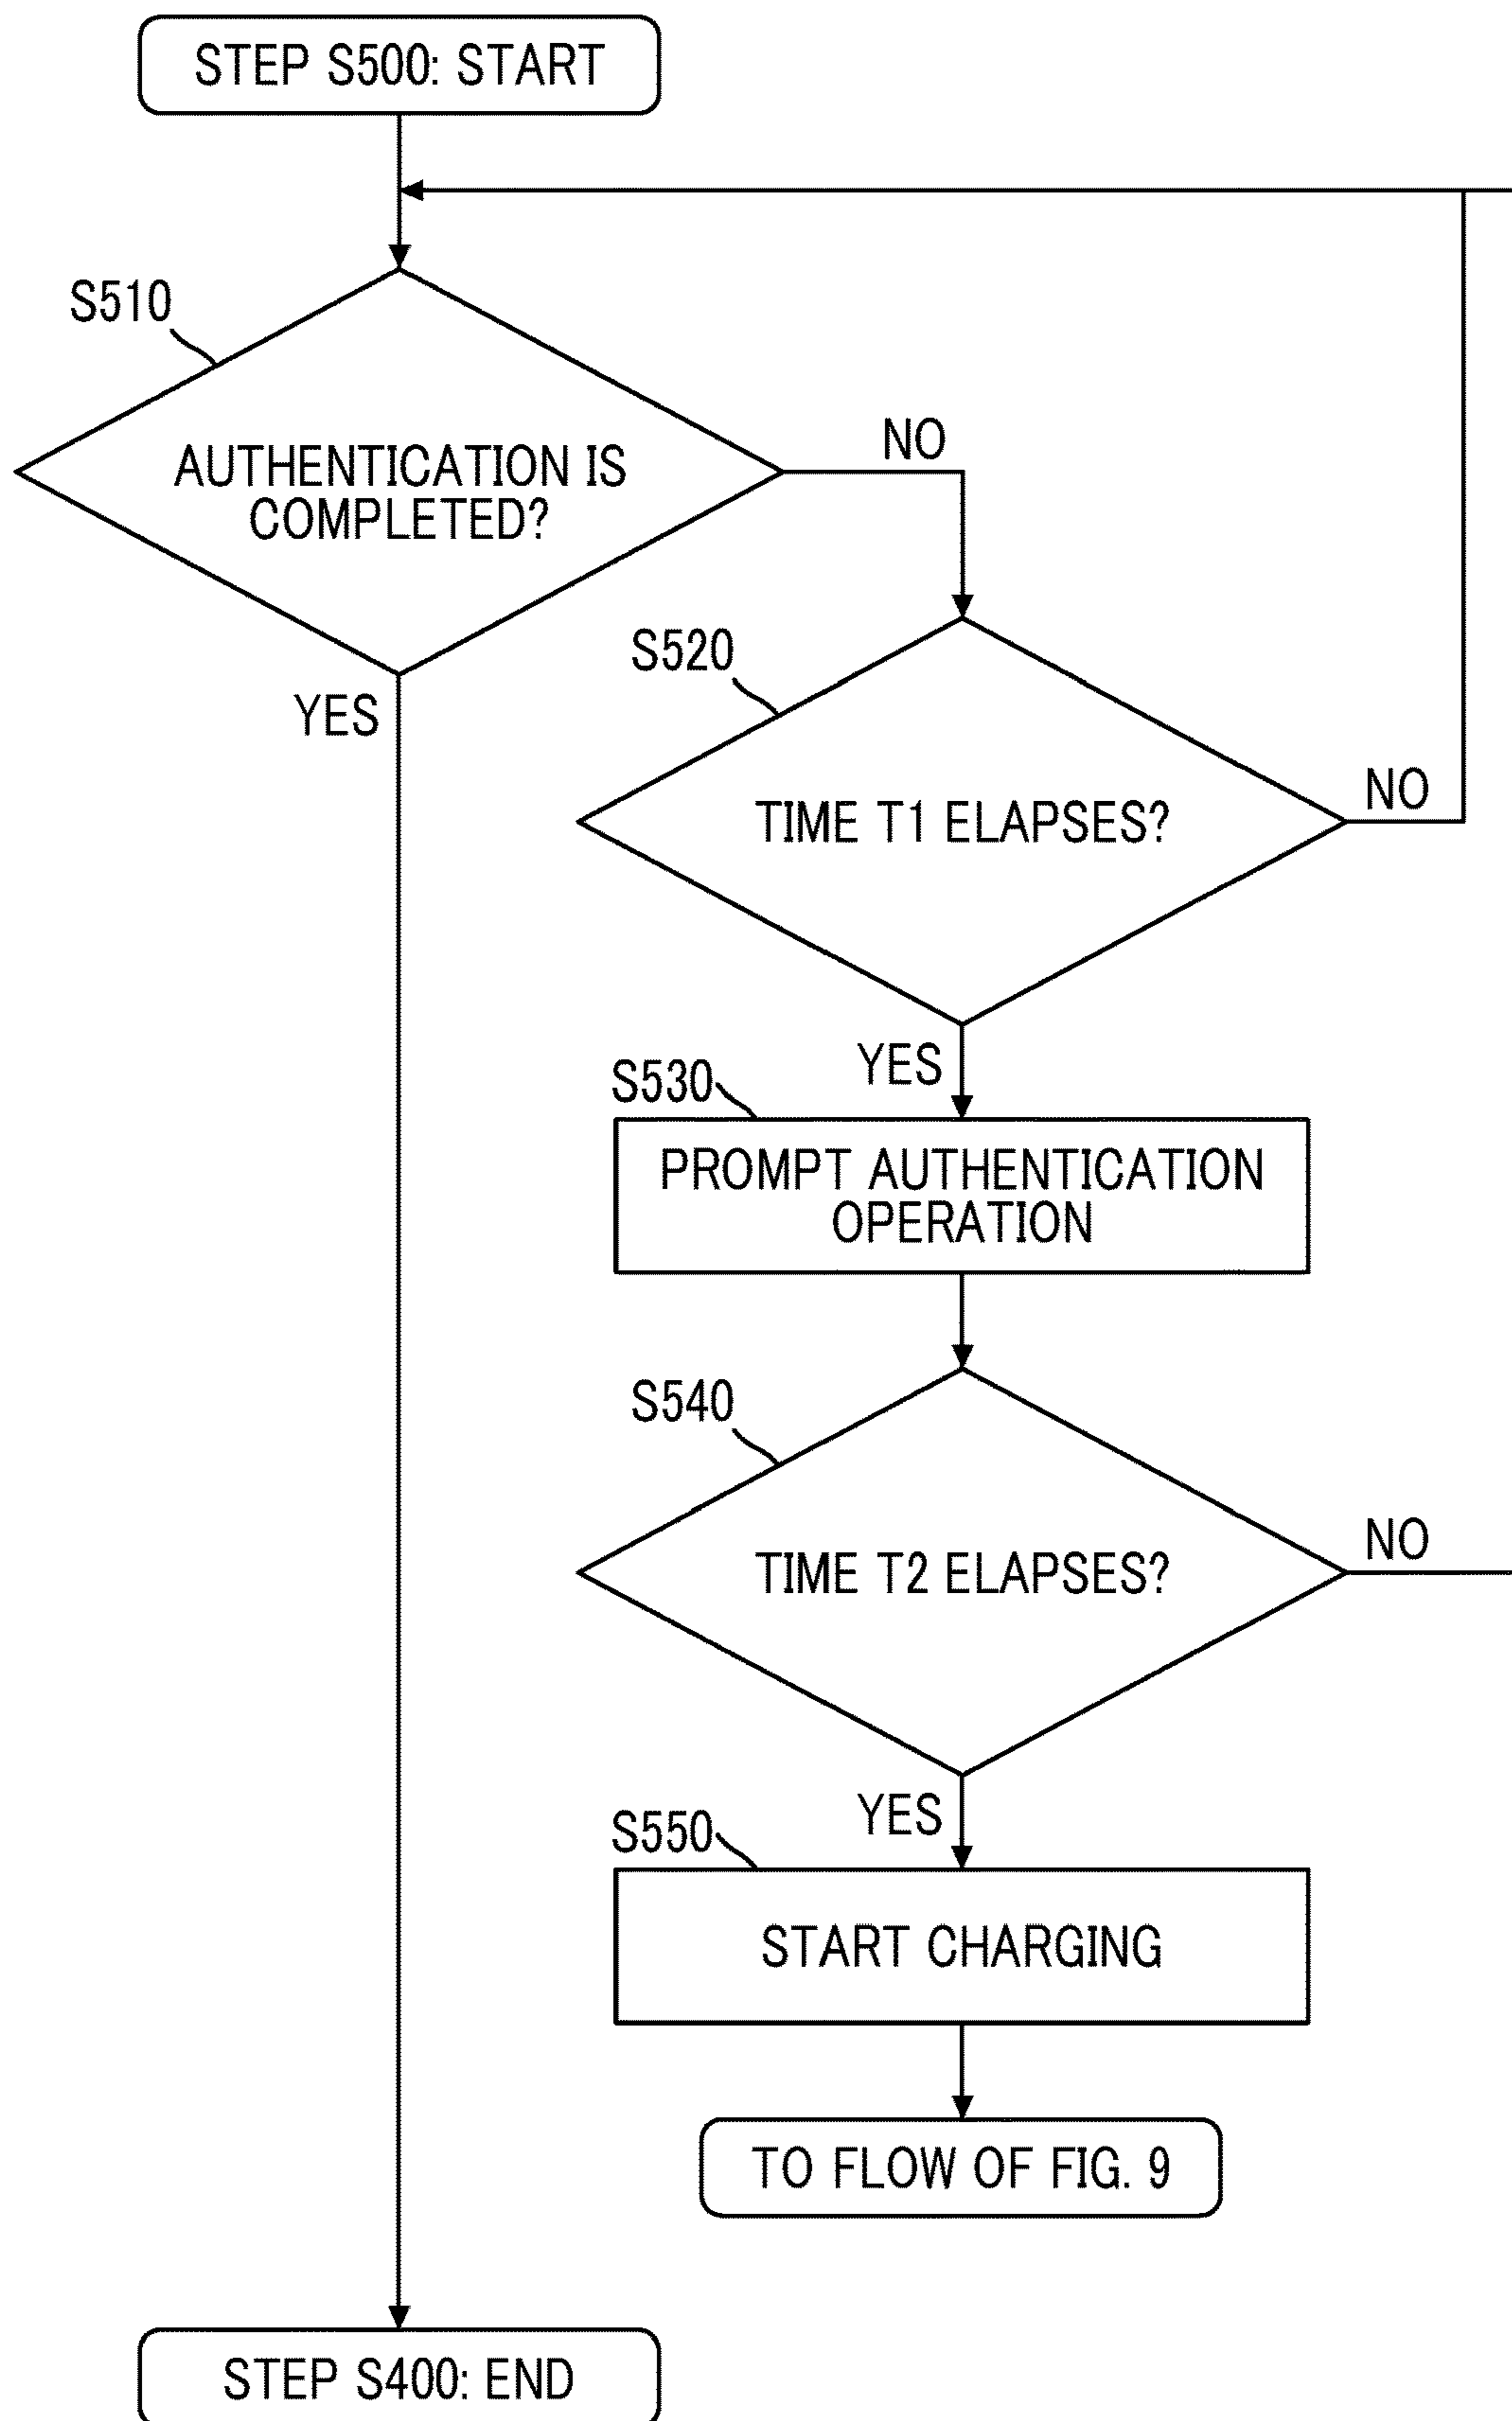 STEP S500: START
S510
AUTHENTICATION IS
COMPLETED?
NO
YES
S520
TIME T1 ELAPSES?
NO
YES
S530
PROMPT AUTHENTICATION
OPERATION
S540
TIME T2 ELAPSES?
NO
YES
S550
START CHARGING
TO FLOW OF FIG. 9
STEP S400: END